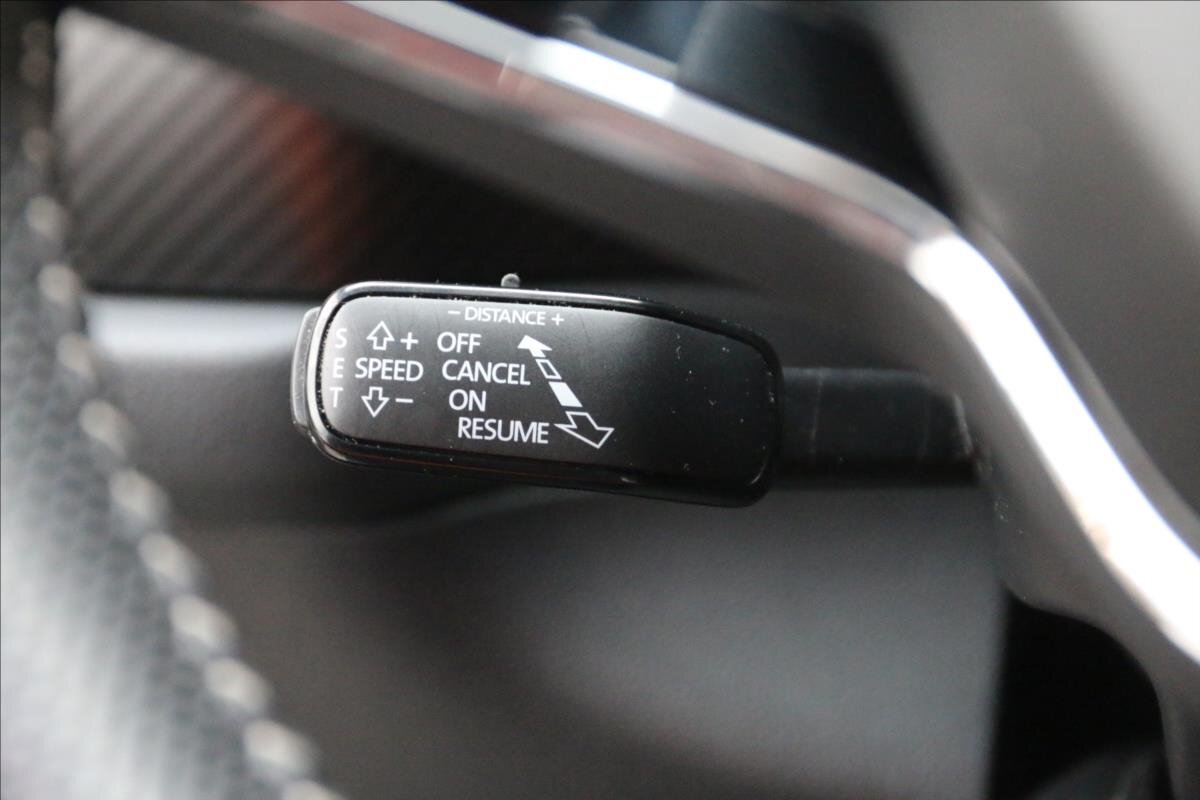 – DISTANCE +
S + OFF
E SPEED CANCEL
T – ON
RESUME